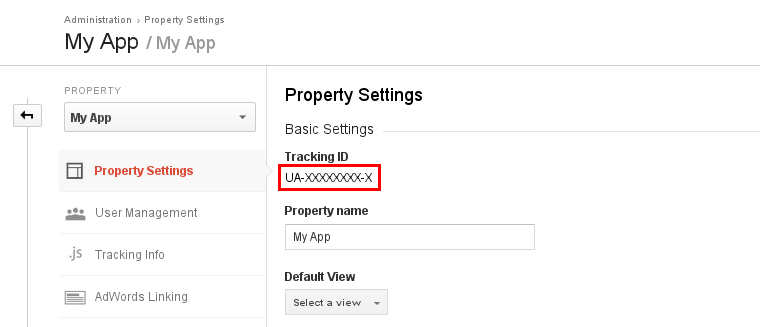 Administration › Property Settings
My App / My App
PROPERTY
My App
Property Settings
User Management
.js Tracking Info
AdWords Linking
Property Settings
Basic Settings
Tracking ID
UA-XXXXXXXX-X
Property name
My App
Default View
Select a view